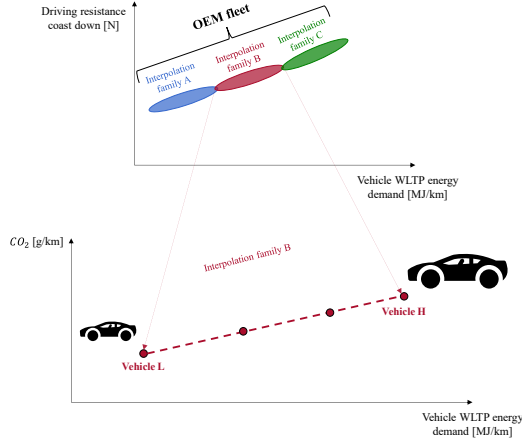 Driving resistance
coast down [N]
OEM fleet
Interpolation
family A
Interpolation
family B
Interpolation
family C
Vehicle WLTP energy
demand [MJ/km]
CO₂ [g/km]
Interpolation family B
Vehicle H
Vehicle L
Vehicle WLTP energy
demand [MJ/km]